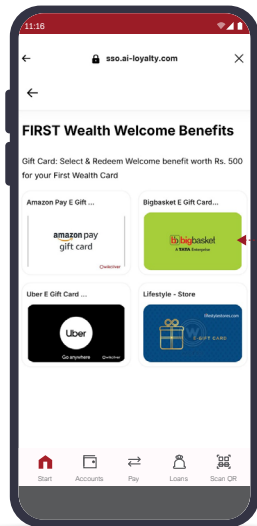 11:16
sso.ai-loyalty.com
FIRST Wealth Welcome Benefits
Gift Card: Select & Redeem Welcome benefit worth Rs. 500
for your First Wealth Card
Amazon Pay E Gift ...
Bigbasket E Gift Card...
amazon pay
gift card
bb bigbasket
A TATA Enterprise
Uber E Gift Card ...
Lifestyle - Store
Uber
Go anywhere
lifestylestores.com
E GIFT CARD
Start
Accounts
Pay
Loans
Scan QR